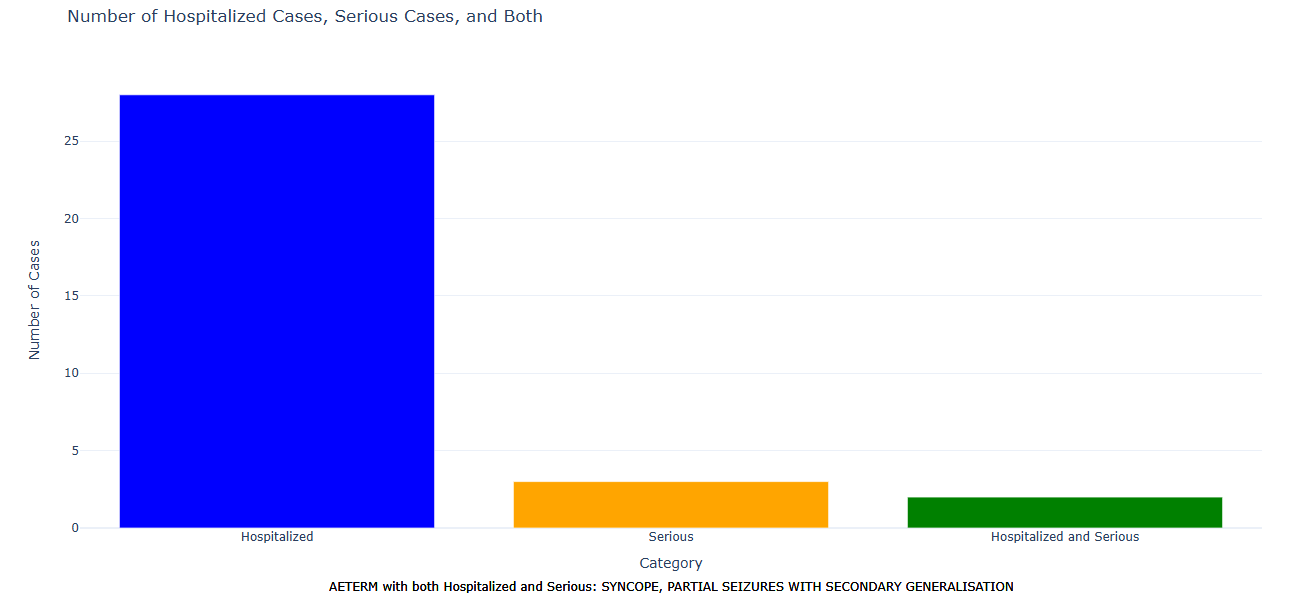 Number of Hospitalized Cases, Serious Cases, and Both
Number of Cases
25
20
15
10
5
0
Hospitalized
Serious
Hospitalized and Serious
Category
AETERM with both Hospitalized and Serious: SYNCOPE, PARTIAL SEIZURES WITH SECONDARY GENERALISATION